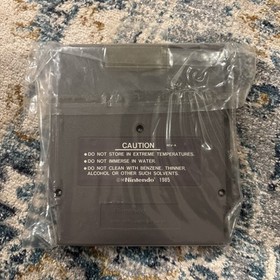 CAUTION
• DO NOT STORE IN EXTREME TEMPERATURES.
• DO NOT IMMERSE IN WATER.
• DO NOT CLEAN WITH BENZENE, THINNER,
ALCOHOL OR OTHER SUCH SOLVENTS.
Nintendo 1985